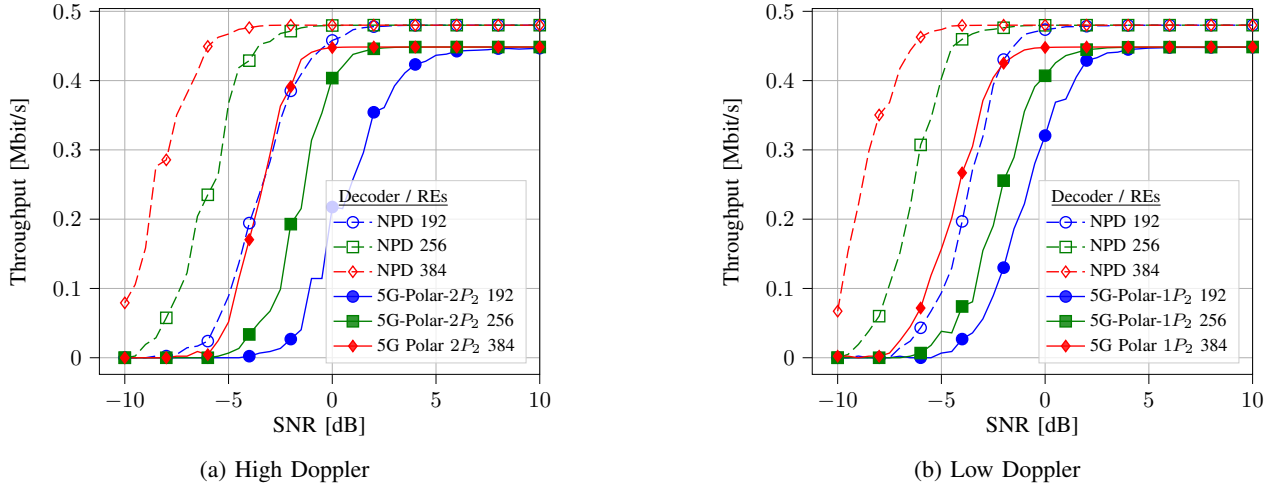 0.5
0.4
0.3
0.2
0.1
0
Throughput [Mbit/s]
Decoder / REs
NPD 192
NPD 256
NPD 384
5G-Polar-2P₂ 192
5G-Polar-2P₂ 256
5G Polar 2P₂ 384
−10 −5 0 5 10
SNR [dB]
(a) High Doppler
0.5
0.4
0.3
0.2
0.1
0
Throughput [Mbit/s]
Decoder / REs
NPD 192
NPD 256
NPD 384
5G-Polar-1P₂ 192
5G-Polar-1P₂ 256
5G Polar 1P₂ 384
−10 −5 0 5 10
SNR [dB]
(b) Low Doppler